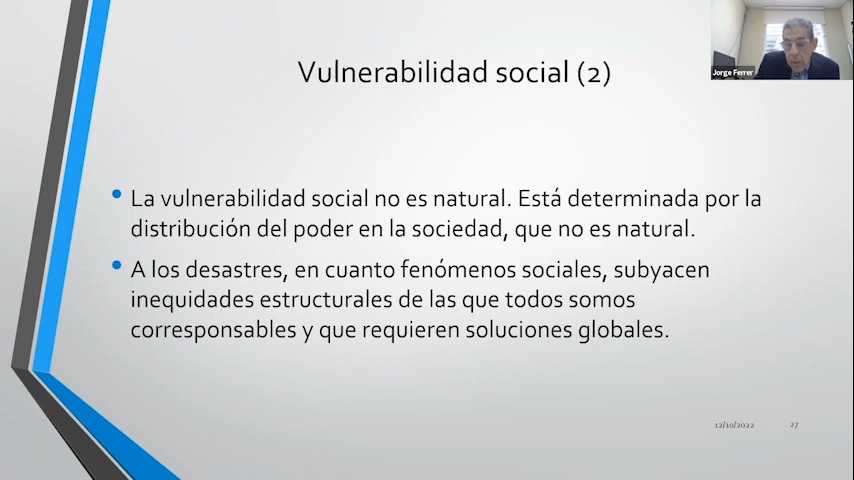 Vulnerabilidad social (2)
Jorge Ferrer
• La vulnerabilidad social no es natural. Está determinada por la
distribución del poder en la sociedad, que no es natural.
• A los desastres, en cuanto fenómenos sociales, subyacen
inequidades estructurales de las que todos somos
corresponsables y que requieren soluciones globales.
12/10/2022
27